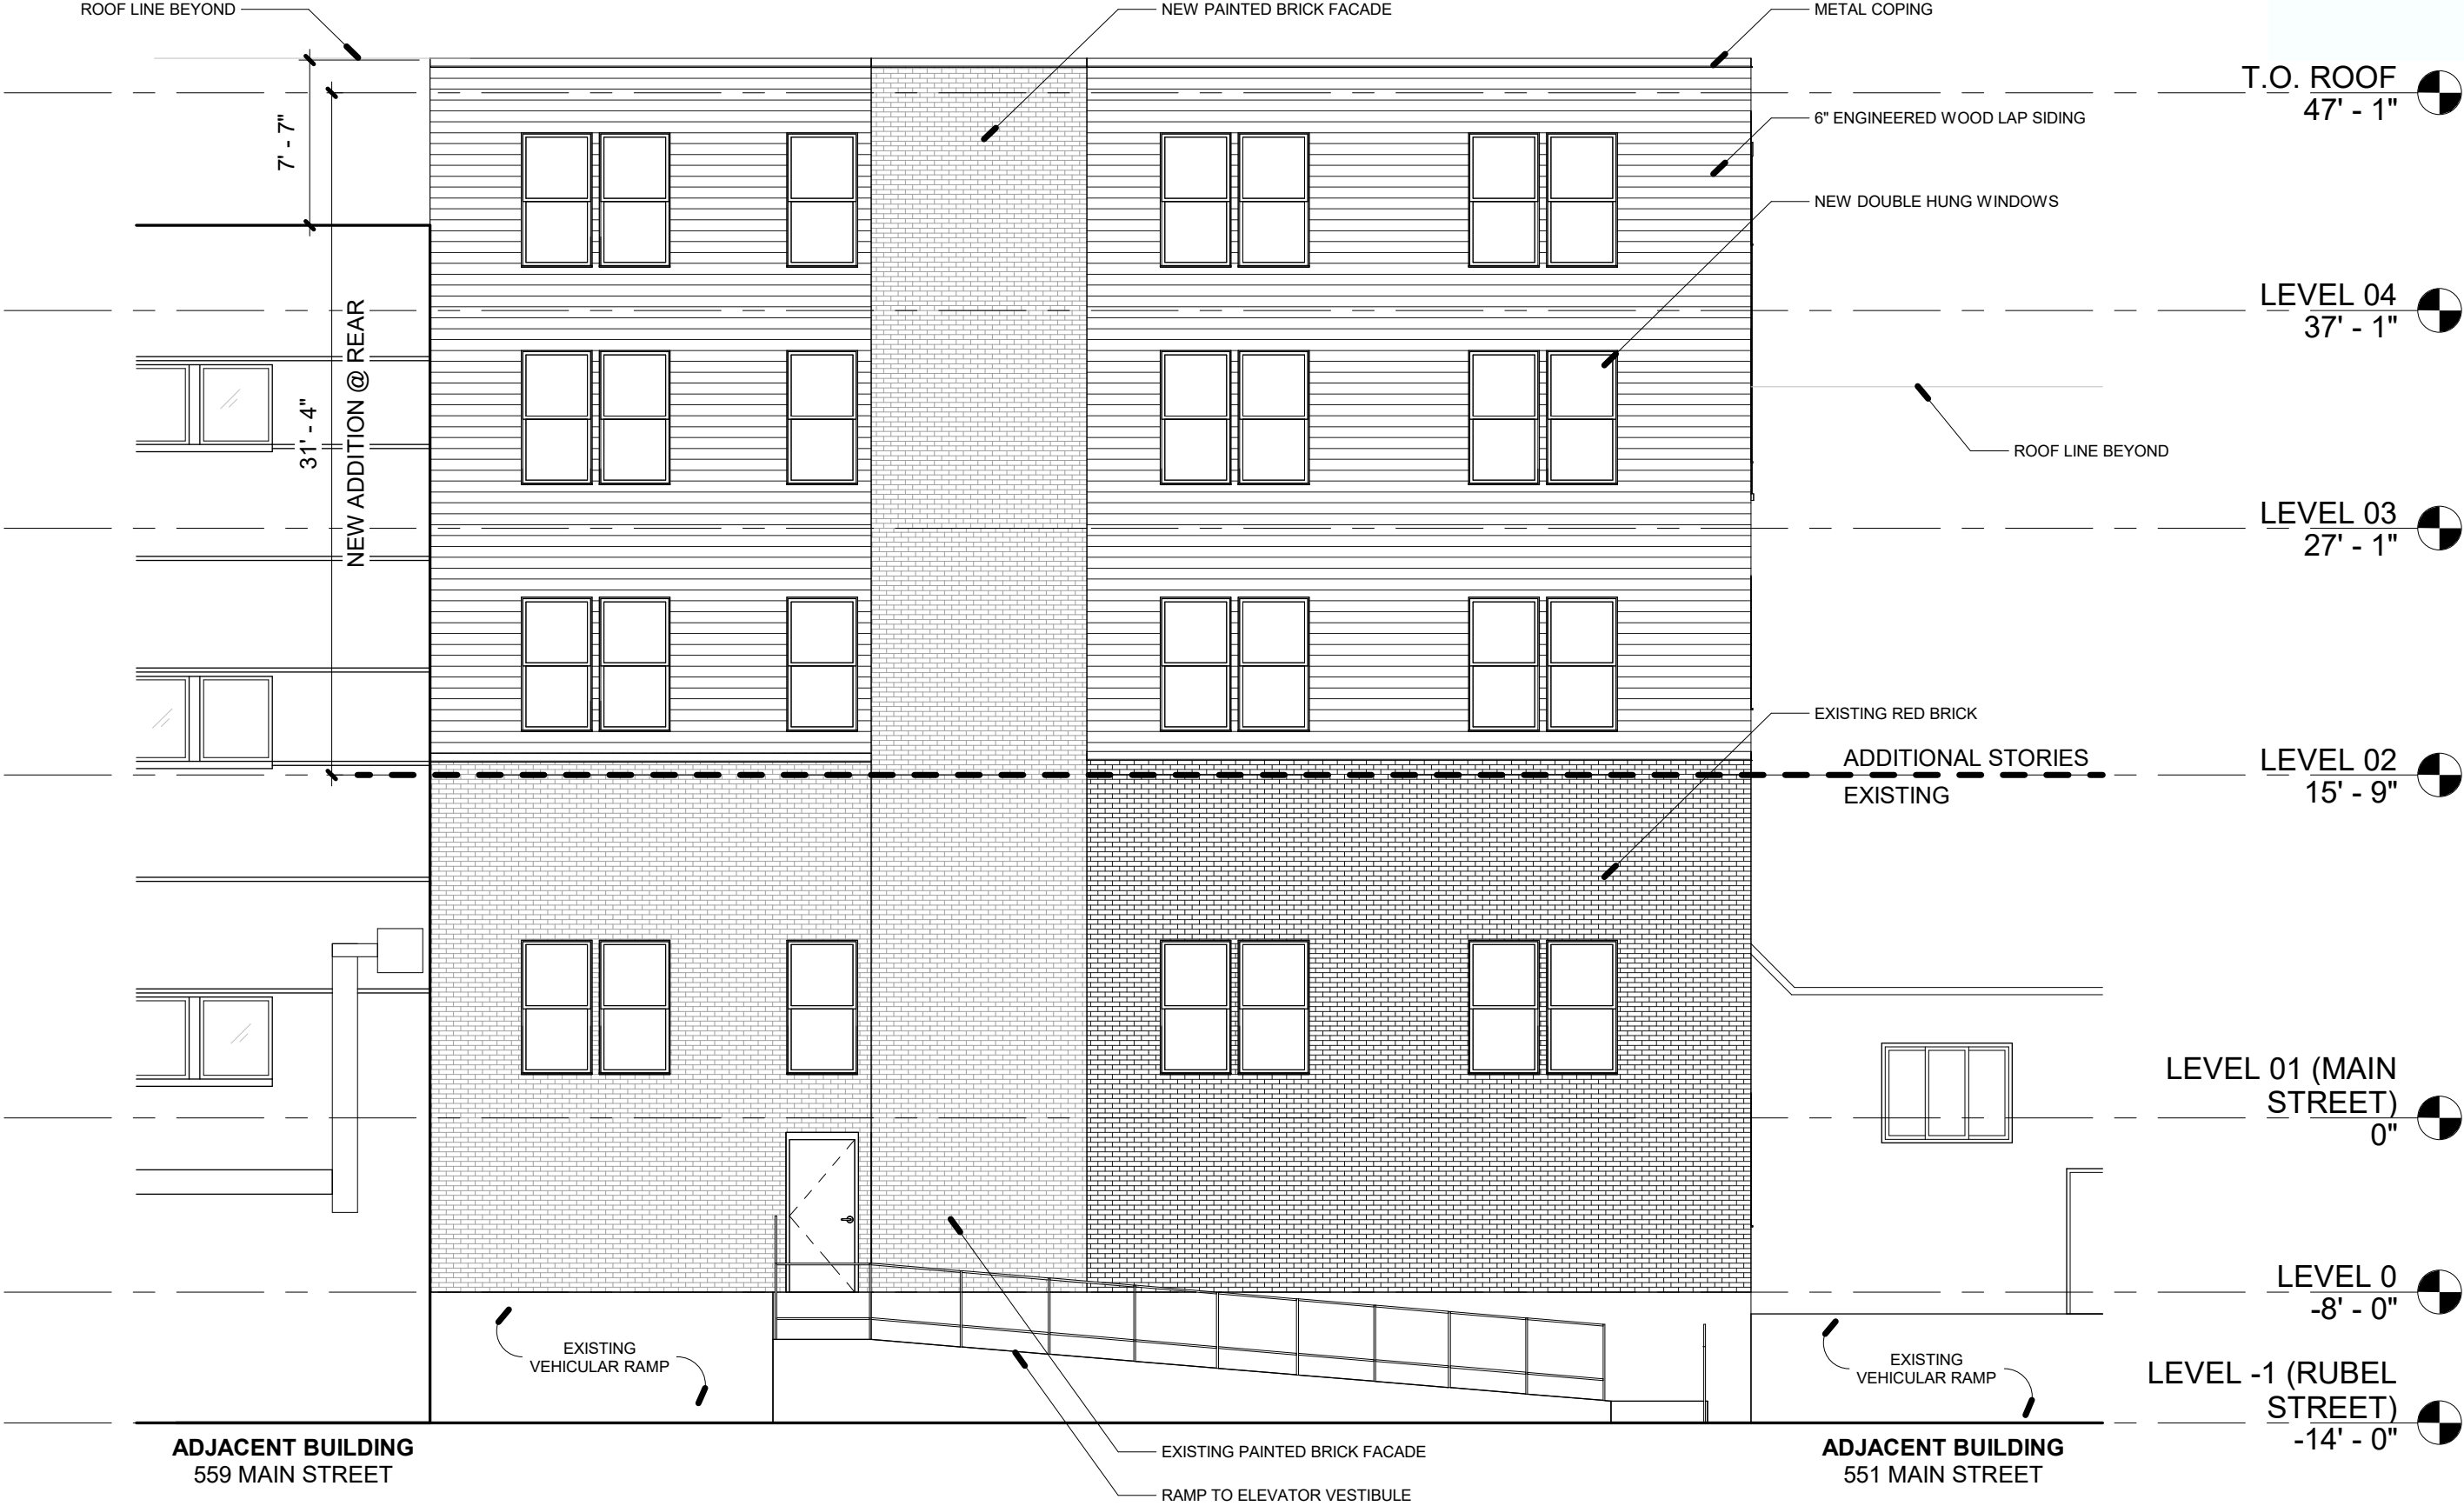 ROOF LINE BEYOND
NEW PAINTED BRICK FACADE
METAL COPING
T.O. ROOF
47' - 1"
6" ENGINEERED WOOD LAP SIDING
7' - 7"
NEW DOUBLE HUNG WINDOWS
LEVEL 04
37' - 1"
31' - 4"
NEW ADDITION @ REAR
ROOF LINE BEYOND
LEVEL 03
27' - 1"
EXISTING RED BRICK
ADDITIONAL STORIES
EXISTING
LEVEL 02
15' - 9"
LEVEL 01 (MAIN
STREET)
0"
LEVEL 0
-8' - 0"
EXISTING
VEHICULAR RAMP
EXISTING
VEHICULAR RAMP
LEVEL -1 (RUBEL
STREET)
-14' - 0"
ADJACENT BUILDING
559 MAIN STREET
EXISTING PAINTED BRICK FACADE
RAMP TO ELEVATOR VESTIBULE
ADJACENT BUILDING
551 MAIN STREET